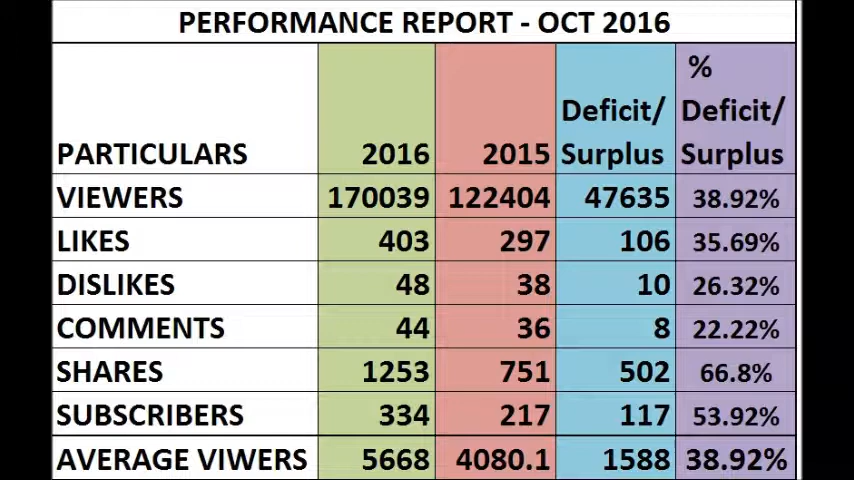 PERFORMANCE REPORT - OCT 2016
PARTICULARS 2016 2015 Deficit/ Surplus % Deficit/ Surplus
VIEWERS 170039 122404 47635 38.92%
LIKES 403 297 106 35.69%
DISLIKES 48 38 10 26.32%
COMMENTS 44 36 8 22.22%
SHARES 1253 751 502 66.8%
SUBSCRIBERS 334 217 117 53.92%
AVERAGE VIWERS 5668 4080.1 1588 38.92%